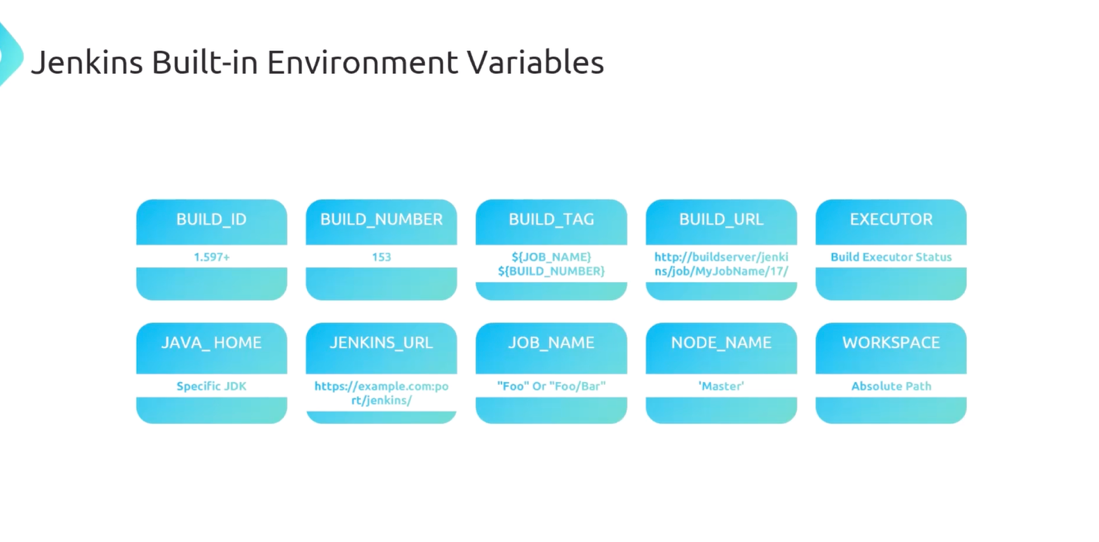 Jenkins Built-in Environment Variables
BUILD_ID
1.597+
BUILD_NUMBER
153
BUILD_TAG
${JOB_NAME}
${BUILD_NUMBER}
BUILD_URL
http://buildserver/jenki
ns/job/MyJobName/17/
EXECUTOR
Build Executor Status
JAVA_ HOME
Specific JDK
JENKINS_URL
https://example.com:po
rt/jenkins/
JOB_NAME
"Foo" Or "Foo/Bar"
NODE_NAME
'Master'
WORKSPACE
Absolute Path